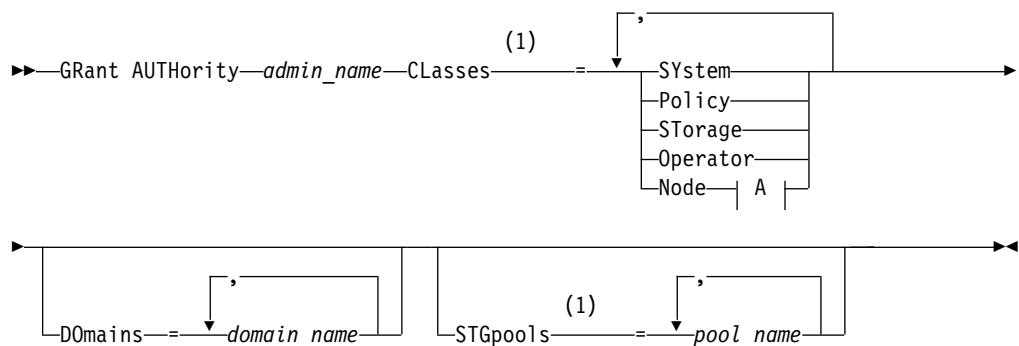 (1) ,
GRant AUTHority admin_name CLasses = SYstem
Policy
STorage
Operator
Node A
, (1) ,
DOmains = domain name STGpools = pool name